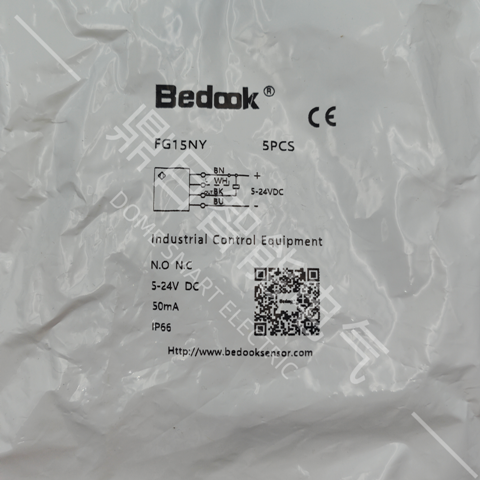 Bedook®
CE
FG15NY 5PCS
BN +
WH 5-24VDC
BK
BU -
Industrial Control Equipment
N.O N.C
5-24V DC
50mA
IP66
Bedook
Http://www.bedooksensor.com